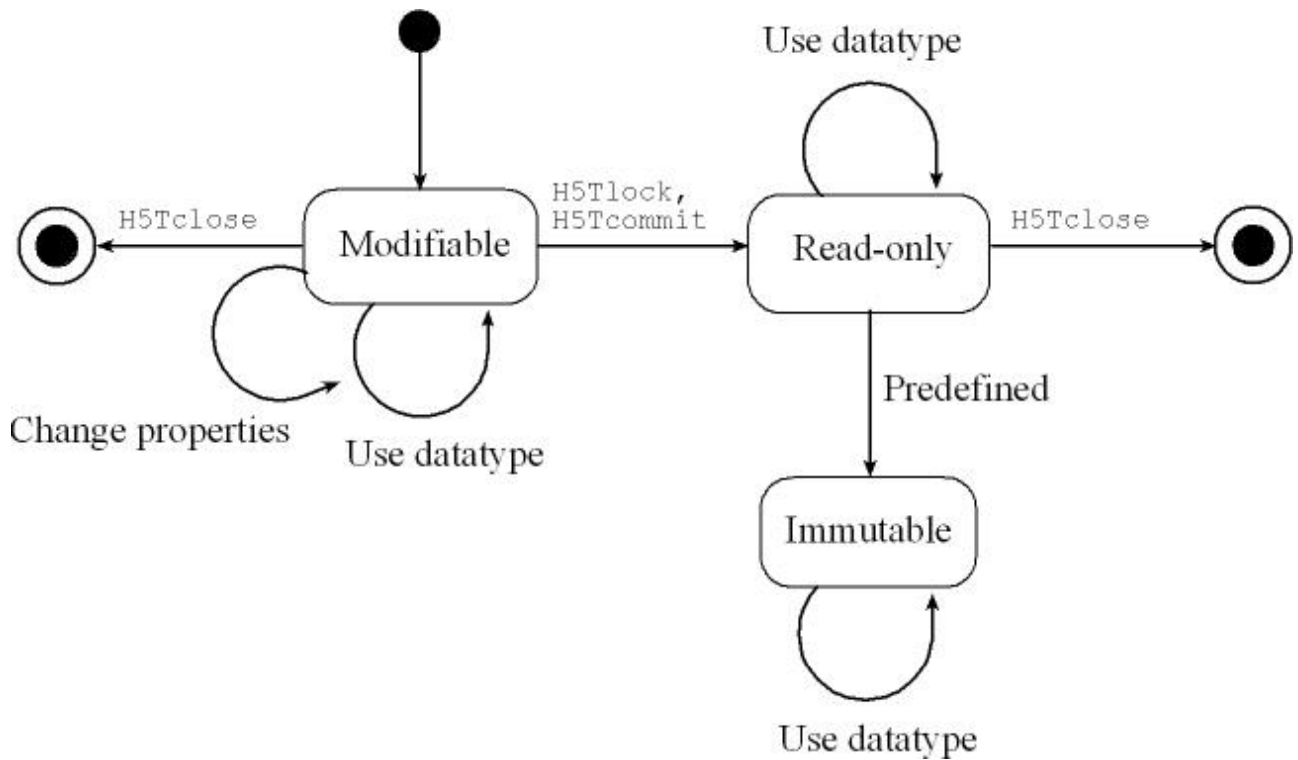 Use datatype
H5Tclose
Modifiable
H5Tlock,
H5Tcommit
Read-only
H5Tclose
Change properties
Use datatype
Predefined
Immutable
Use datatype